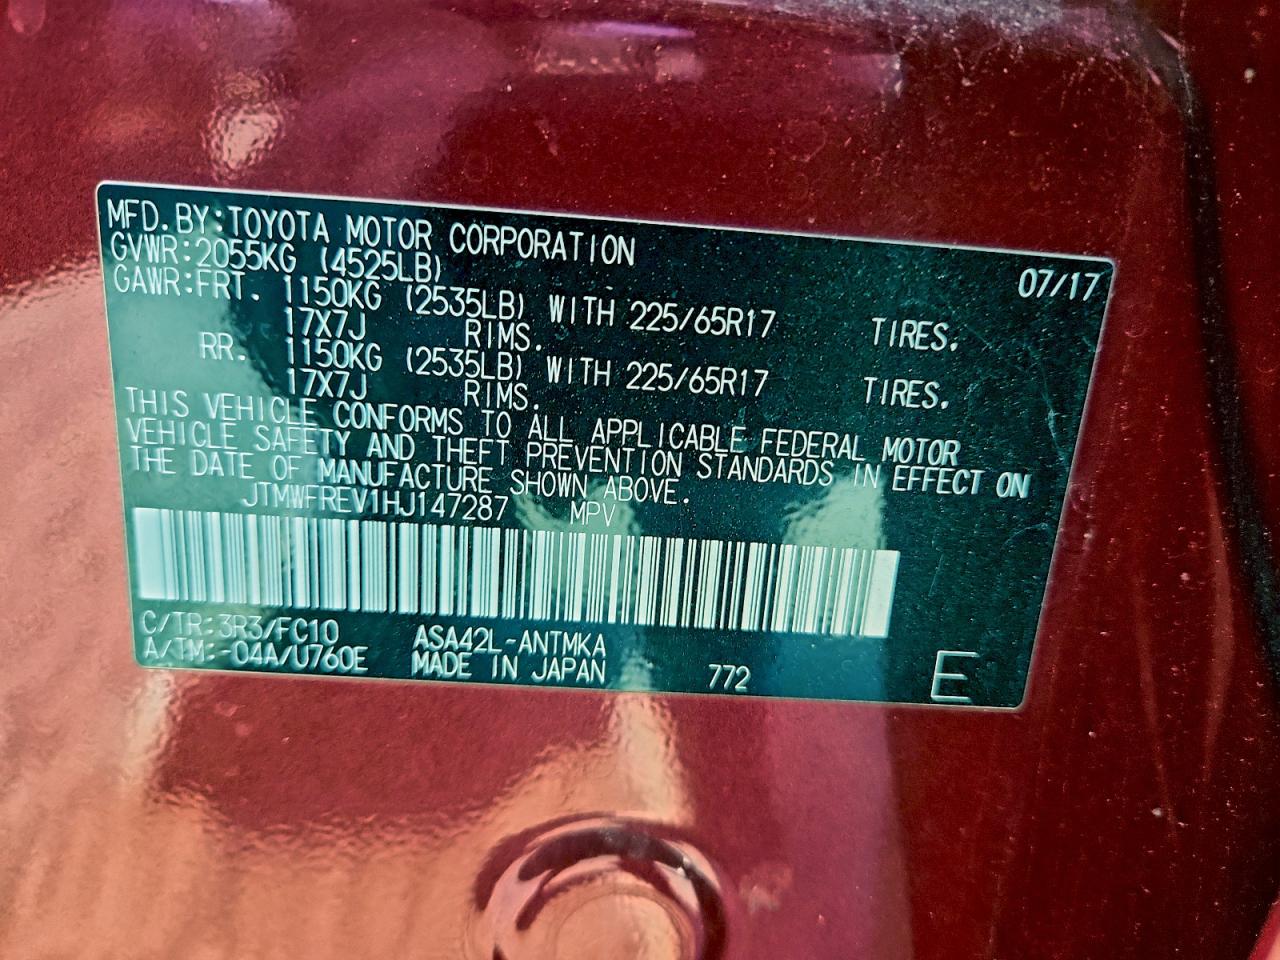 MFD. BY: TOYOTA MOTOR CORPORATION 07/17
GVWR: 2055KG (4525LB)
GAWR: FRT. 1150KG (2535LB) WITH 225/65R17 TIRES.
17X7J RIMS.
RR. 1150KG (2535LB) WITH 225/65R17 TIRES.
17X7J RIMS.
THIS VEHICLE CONFORMS TO ALL APPLICABLE FEDERAL MOTOR
VEHICLE SAFETY AND THEFT PREVENTION STANDARDS IN EFFECT ON
THE DATE OF MANUFACTURE SHOWN ABOVE.
JTMWFREV1HJ147287 MPV
C/TR: 3R3/FC10 ASA42L-ANTMKA
A/TM: -04A/U760E MADE IN JAPAN 772 E